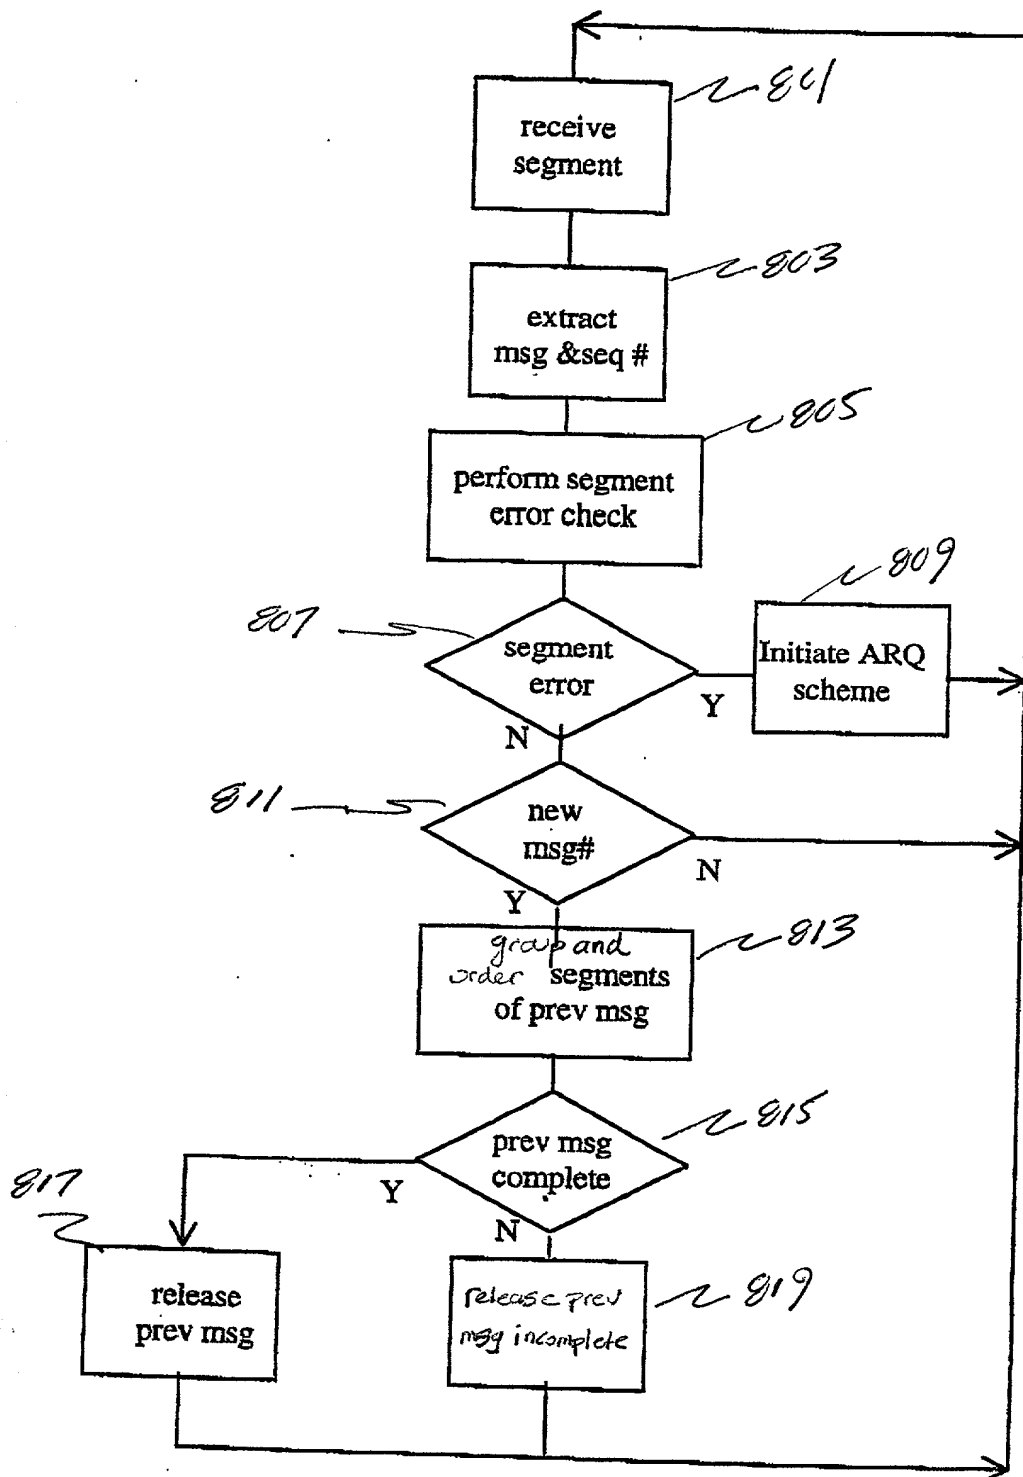 801
receive
segment
803
extract
msg &seq #
805
perform segment
error check
807
segment
error
N
Y
809
Initiate ARQ
scheme
811
new
msg#
Y
N
813
group and
order segments
of prev msg
815
prev msg
complete
Y
N
817
release
prev msg
819
release prev
msg incomplete